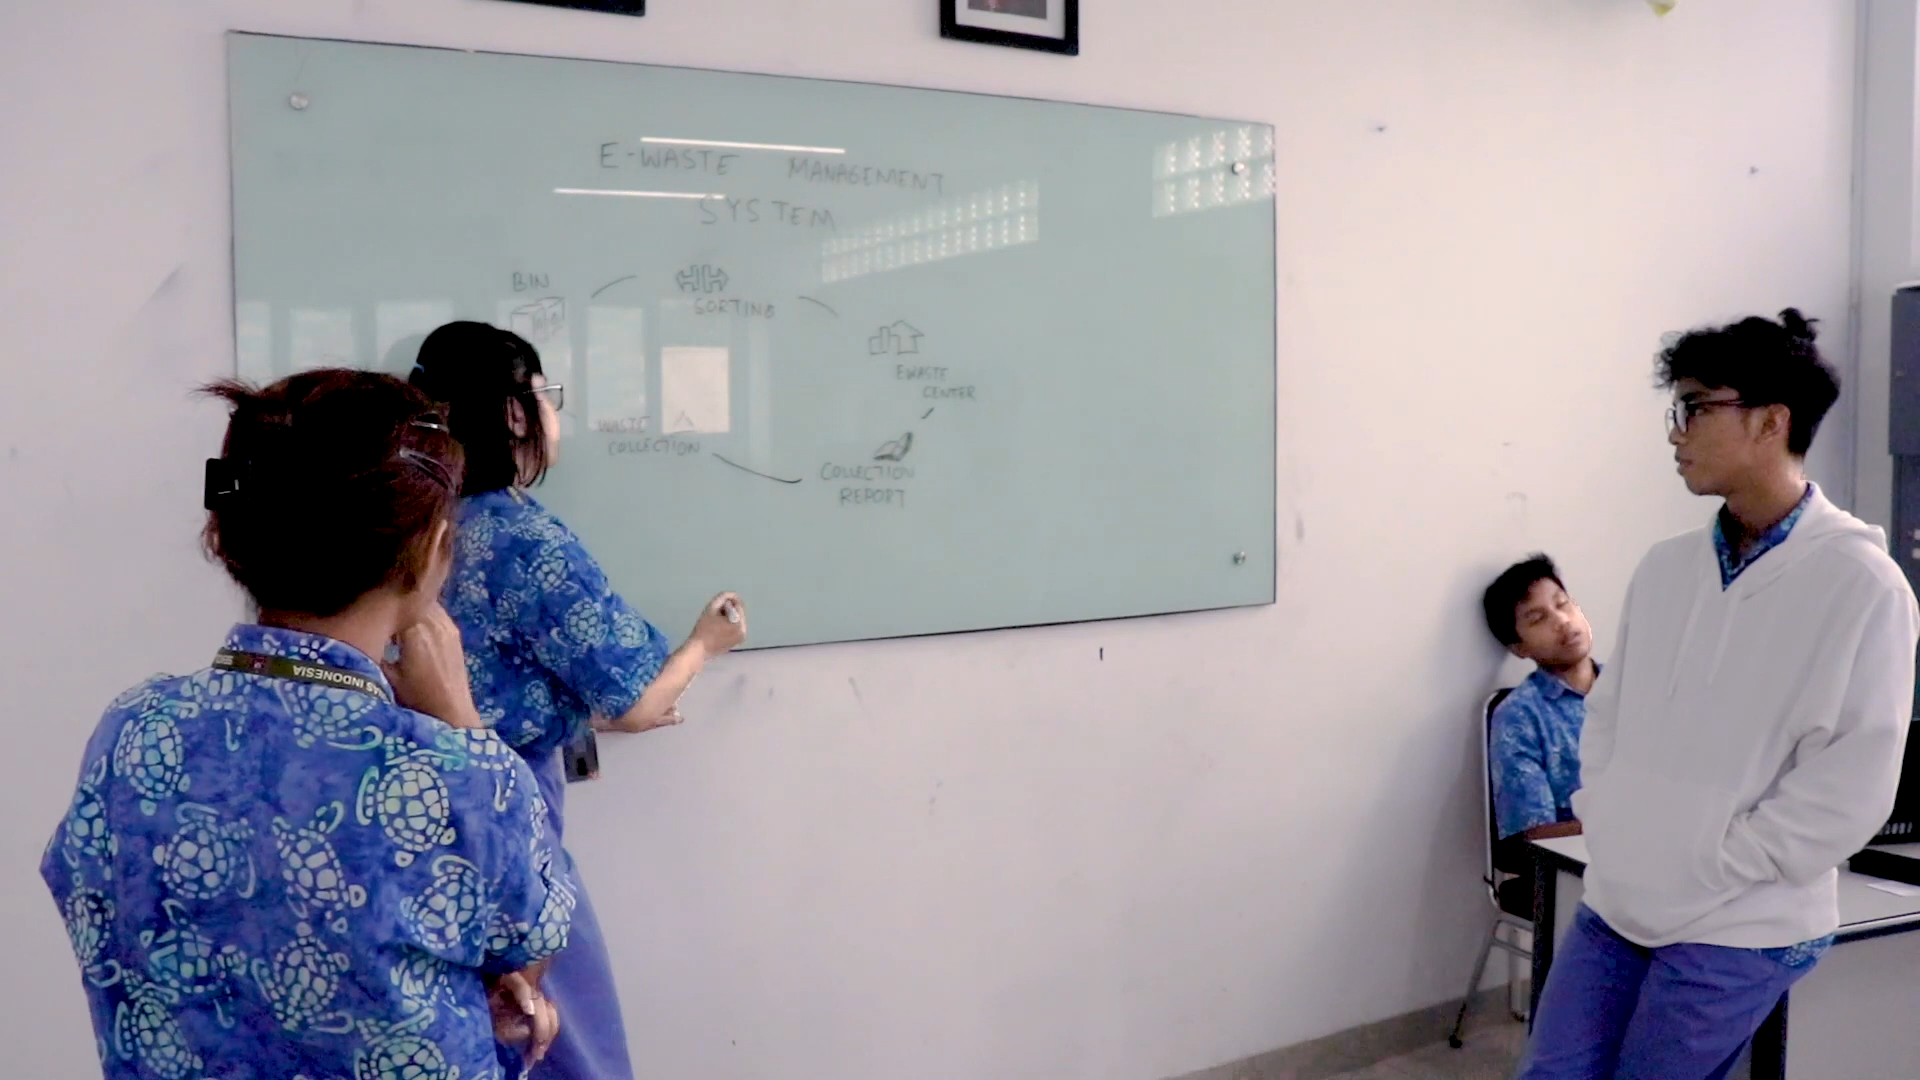 E-WASTE MANAGEMENT
SYSTEM
BIN
SORTING
EWASTE
CENTER
WASTE
COLLECTION
COLLECTION
REPORT
INDONESIA